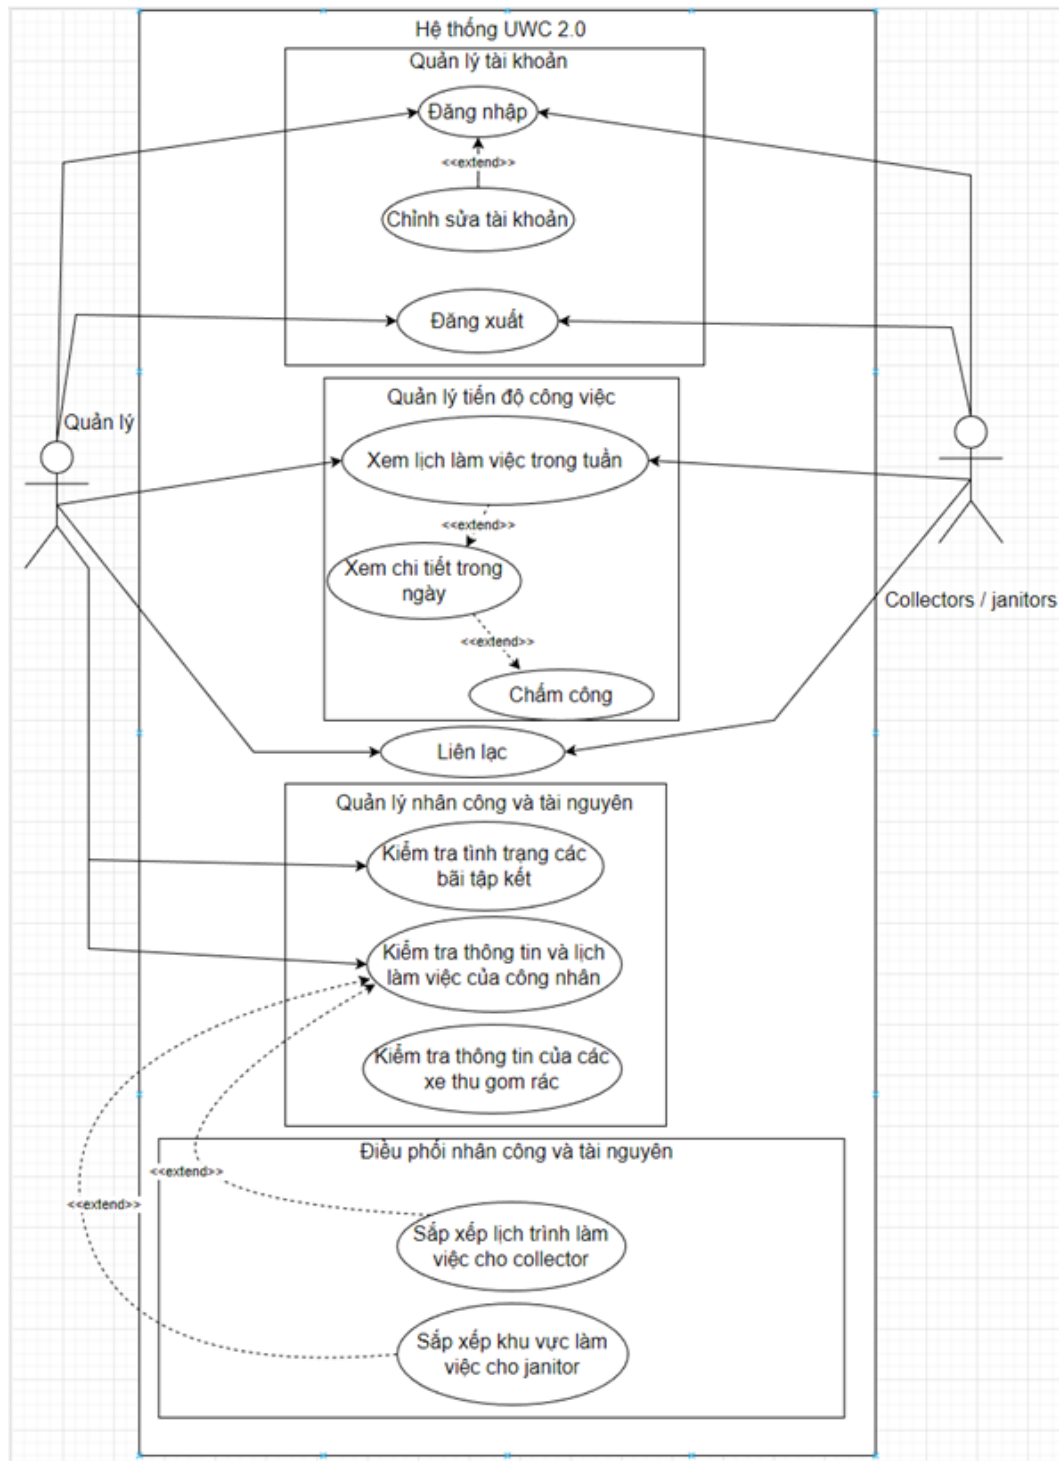 Hệ thống UWC 2.0
Quản lý tài khoản
Đăng nhập
<<extend>>
Chỉnh sửa tài khoản
Đăng xuất
Quản lý tiến độ công việc
Quản lý
Xem lịch làm việc trong tuần
<<extend>>
Xem chi tiết trong
ngày
Collectors / janitors
<<extend>>
Chấm công
Liên lạc
Quản lý nhân công và tài nguyên
Kiểm tra tình trạng các
bãi tập kết
Kiểm tra thông tin và lịch
làm việc của công nhân
Kiểm tra thông tin của các
xe thu gom rác
Điều phối nhân công và tài nguyên
<<extend>>
<<extend>>
Sắp xếp lịch trình làm
việc cho collector
Sắp xếp khu vực làm
việc cho janitor